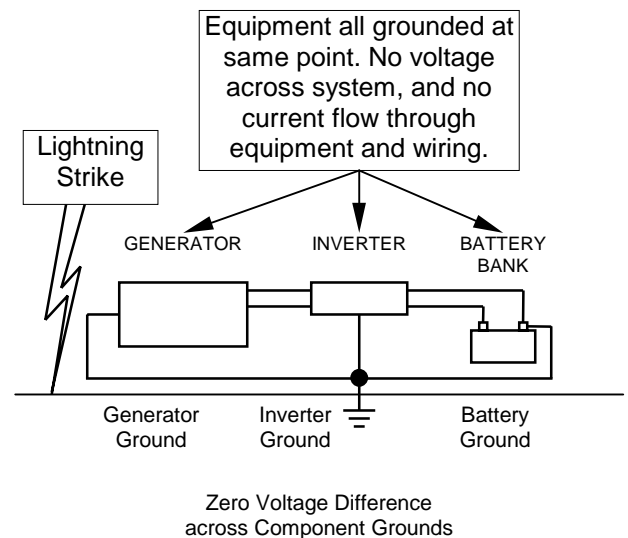 Equipment all grounded at
same point. No voltage
across system, and no
current flow through
equipment and wiring.
Lightning
Strike
GENERATOR
INVERTER
BATTERY
BANK
Generator
Ground
Inverter
Ground
Battery
Ground
Zero Voltage Difference
across Component Grounds